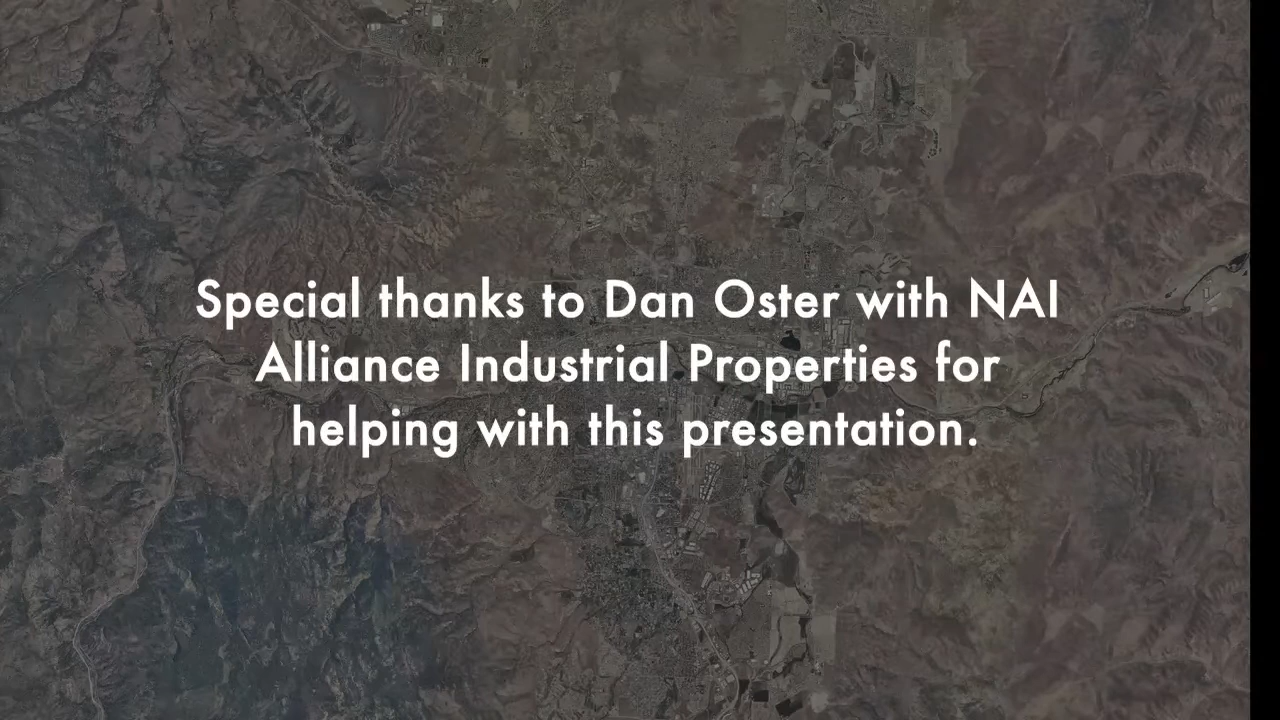 Special thanks to Dan Oster with NAI
Alliance Industrial Properties for
helping with this presentation.